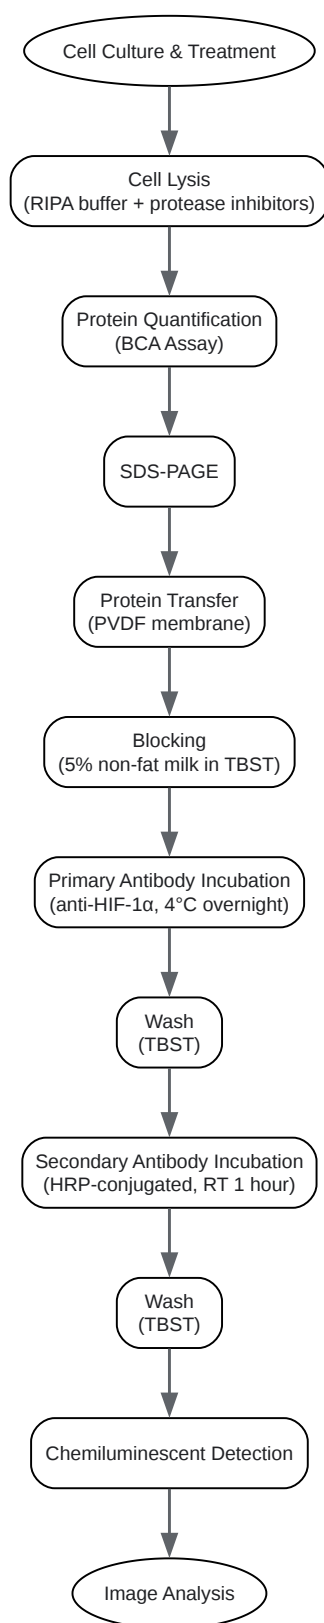 Cell Culture & Treatment
Cell Lysis
(RIPA buffer + protease inhibitors)
Protein Quantification
(BCA Assay)
SDS-PAGE
Protein Transfer
(PVDF membrane)
Blocking
(5% non-fat milk in TBST)
Primary Antibody Incubation
(anti-HIF-1α, 4°C overnight)
Wash
(TBST)
Secondary Antibody Incubation
(HRP-conjugated, RT 1 hour)
Wash
(TBST)
Chemiluminescent Detection
Image Analysis